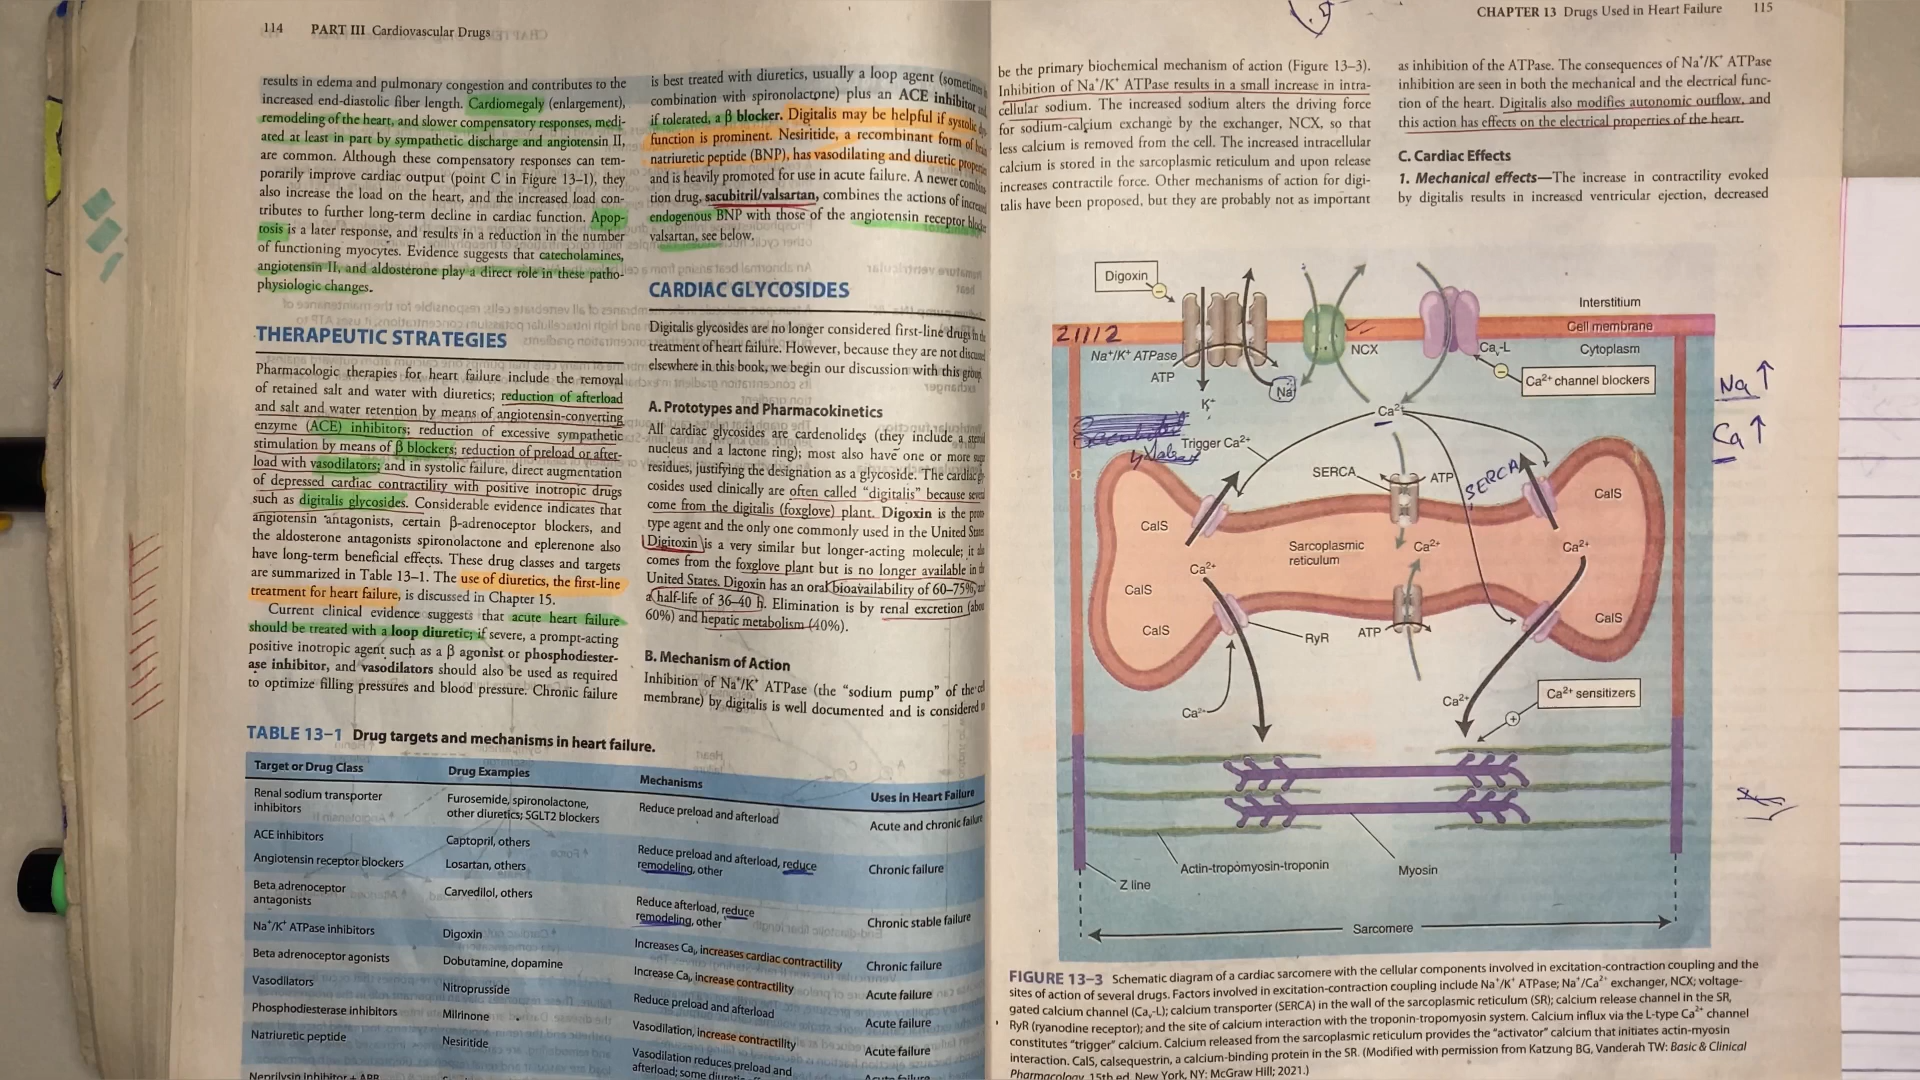 114 PART III Cardiovascular Drugs
results in edema and pulmonary congestion and contributes to the
increased end-diastolic fiber length. Cardiomegaly (enlargement),
remodeling of the heart, and slower compensatory responses, medi-
ated at least in part by sympathetic discharge and angiotensin II,
are common. Although these compensatory responses can tem-
porarily improve cardiac output (point C in Figure 13–1), they
also increase the load on the heart, and the increased load con-
tributes to further long-term decline in cardiac function. Apop-
tosis is a later response, and results in a reduction in the number
of functioning myocytes. Evidence suggests that catecholamines,
angiotensin II, and aldosterone play a direct role in these patho-
physiologic changes.
THERAPEUTIC STRATEGIES
Pharmacologic therapies for heart failure include the removal
of retained salt and water with diuretics; reduction of afterload
and salt and water retention by means of angiotensin-converting
enzyme (ACE) inhibitors; reduction of excessive sympathetic
stimulation by means of β blockers; reduction of preload or after-
load with vasodilators; and in systolic failure, direct augmentation
of depressed cardiac contractility with positive inotropic drugs
such as digitalis glycosides. Considerable evidence indicates that
angiotensin antagonists, certain β-adrenoceptor blockers, and
the aldosterone antagonists spironolactone and eplerenone also
have long-term beneficial effects. These drug classes and targets
are summarized in Table 13–1. The use of diuretics, the first-line
treatment for heart failure, is discussed in Chapter 15.
Current clinical evidence suggests that acute heart failure
should be treated with a loop diuretic; if severe, a prompt-acting
positive inotropic agent such as a β agonist or phosphodiester-
ase inhibitor, and vasodilators should also be used as required
to optimize filling pressures and blood pressure. Chronic failure
is best treated with diuretics, usually a loop agent (sometimes
combination with spironolactone) plus an ACE inhibitor
if tolerated, a β blocker. Digitalis may be helpful if systolic
function is prominent. Nesiritide, a recombinant form of brain
natriuretic peptide (BNP), has vasodilating and diuretic properties
and is heavily promoted for use in acute failure. A newer combina
tion drug, sacubitril/valsartan, combines the actions of increased
endogenous BNP with those of the angiotensin receptor blocker
valsartan, see below.
CARDIAC GLYCOSIDES
Digitalis glycosides are no longer considered first-line drugs in the
treatment of heart failure. However, because they are not discussed
elsewhere in this book, we begin our discussion with this group.
A. Prototypes and Pharmacokinetics
All cardiac glycosides are cardenolides (they include a steroid
nucleus and a lactone ring); most also have one or more sugar
residues, justifying the designation as a glycoside. The cardiac gly
cosides used clinically are often called "digitalis" because several
come from the digitalis (foxglove) plant. Digoxin is the proto
type agent and the only one commonly used in the United States
Digitoxin is a very similar but longer-acting molecule; it also
comes from the foxglove plant but is no longer available in the
United States. Digoxin has an oral bioavailability of 60–75%, and
a half-life of 36–40 h. Elimination is by renal excretion (about
60%) and hepatic metabolism (40%).
B. Mechanism of Action
Inhibition of Na⁺/K⁺ ATPase (the "sodium pump" of the cell
membrane) by digitalis is well documented and is considered to
TABLE 13–1 Drug targets and mechanisms in heart failure.
Target or Drug Class Drug Examples Mechanisms Uses in Heart Failure
Renal sodium transporter inhibitors Furosemide, spironolactone, other diuretics; SGLT2 blockers Reduce preload and afterload Acute and chronic failure
ACE inhibitors Captopril, others Reduce preload and afterload, reduce remodeling, other Chronic failure
Angiotensin receptor blockers Losartan, others
Beta adrenoceptor antagonists Carvedilol, others Reduce afterload, reduce remodeling, other Chronic stable failure
Na⁺/K⁺ ATPase inhibitors Digoxin Increases Caᵢ, increases cardiac contractility Chronic failure
Beta adrenoceptor agonists Dobutamine, dopamine Increase Caᵢ, increase contractility Acute failure
Vasodilators Nitroprusside Reduce preload and afterload Acute failure
Phosphodiesterase inhibitors Milrinone Vasodilation, increase contractility Acute failure
Natriuretic peptide Nesiritide Vasodilation reduces preload and afterload; some diuretic Acute failure
Neprilysin inhibitor + ARB
CHAPTER 13 Drugs Used in Heart Failure 115
be the primary biochemical mechanism of action (Figure 13–3).
Inhibition of Na⁺/K⁺ ATPase results in a small increase in intra-
cellular sodium. The increased sodium alters the driving force
for sodium-calcium exchange by the exchanger, NCX, so that
less calcium is removed from the cell. The increased intracellular
calcium is stored in the sarcoplasmic reticulum and upon release
increases contractile force. Other mechanisms of action for digi-
talis have been proposed, but they are probably not as important
as inhibition of the ATPase. The consequences of Na⁺/K⁺ ATPase
inhibition are seen in both the mechanical and the electrical func-
tion of the heart. Digitalis also modifies autonomic outflow, and
this action has effects on the electrical properties of the heart.
C. Cardiac Effects
1. Mechanical effects—The increase in contractility evoked
by digitalis results in increased ventricular ejection, decreased
Digoxin
Interstitium
21/12
Cell membrane
Na⁺/K⁺ ATPase
NCX
Caᵥ-L
Cytoplasm
ATP
Ca²⁺ channel blockers
Na↑
K⁺
Na⁺
Ca²⁺
Ca↑
Trigger Ca²⁺
SERCA
ATP
SERCA
CalS
CalS
Sarcoplasmic
reticulum
Ca²⁺
Ca²⁺
Ca²⁺
CalS
CalS
RyR
ATP
CalS
Ca²⁺
Ca²⁺
Ca²⁺ sensitizers
Actin-tropomyosin-troponin
Myosin
Z line
Sarcomere
FIGURE 13–3 Schematic diagram of a cardiac sarcomere with the cellular components involved in excitation-contraction coupling and the
sites of action of several drugs. Factors involved in excitation-contraction coupling include Na⁺/K⁺ ATPase; Na⁺/Ca²⁺ exchanger, NCX; voltage-
gated calcium channel (Caᵥ-L); calcium transporter (SERCA) in the wall of the sarcoplasmic reticulum (SR); calcium release channel in the SR,
RyR (ryanodine receptor); and the site of calcium interaction with the troponin-tropomyosin system. Calcium influx via the L-type Ca²⁺ channel
constitutes "trigger" calcium. Calcium released from the sarcoplasmic reticulum provides the "activator" calcium that initiates actin-myosin
interaction. CalS, calsequestrin, a calcium-binding protein in the SR. (Modified with permission from Katzung BG, Vanderah TW: Basic & Clinical
Pharmacology, 15th ed. New York, NY: McGraw Hill; 2021.)